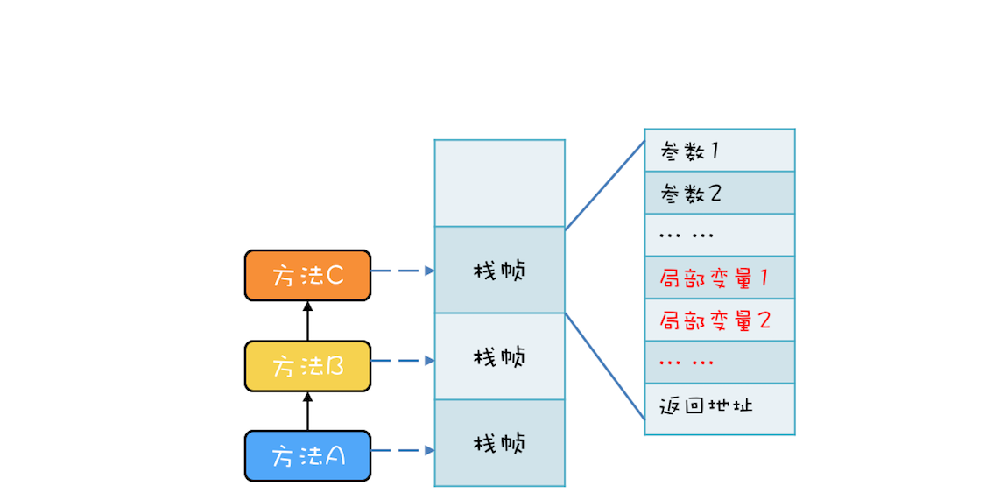 方法C
方法B
方法A
栈帧
栈帧
栈帧
参数1
参数2
... ...
局部变量1
局部变量2
... ...
返回地址